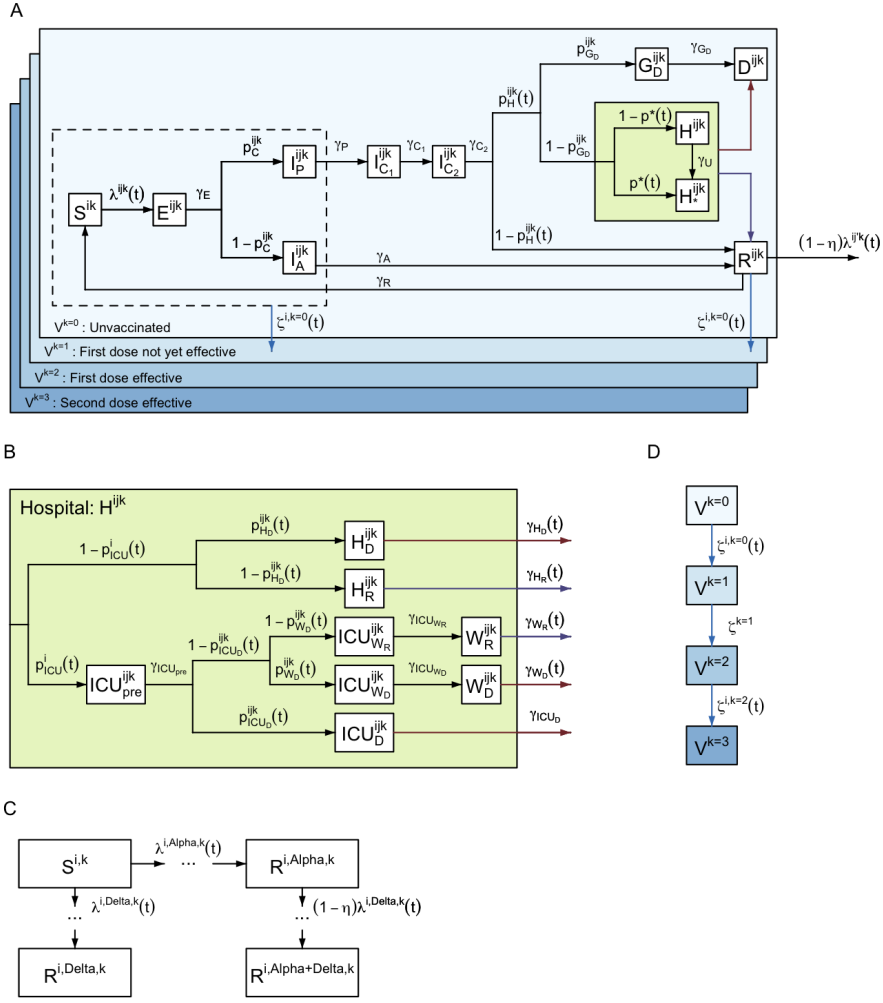 A
p_{G_D}^{ijk}
γ_{G_D}
G_D^{ijk}
D^{ijk}
p_H^{ijk}(t)
1 – p*(t)
H^{ijk}
p_C^{ijk}
γ_P
γ_{C_1}
γ_{C_2}
1 – p_{G_D}^{ijk}
γ_U
I_P^{ijk}
I_{C_1}^{ijk}
I_{C_2}^{ijk}
p*(t)
H_*^{ijk}
λ^{ijk}(t)
γ_E
S^{ik}
E^{ijk}
1 – p_C^{ijk}
1 – p_H^{ijk}(t)
(1 – η)λ^{ij'k}(t)
I_A^{ijk}
γ_A
R^{ijk}
γ_R
V^{k=0} : Unvaccinated
ζ^{i,k=0}(t)
ζ^{i,k=0}(t)
V^{k=1} : First dose not yet effective
V^{k=2} : First dose effective
V^{k=3} : Second dose effective
B
Hospital: H^{ijk}
p_{H_D}^{ijk}(t)
γ_{H_D}(t)
1 – p_{ICU}^i(t)
H_D^{ijk}
1 – p_{H_D}^{ijk}(t)
γ_{H_R}(t)
H_R^{ijk}
1 – p_{W_D}^{ijk}(t)
γ_{ICU_{W_R}}
γ_{W_R}(t)
1 – p_{ICU_D}^{ijk}(t)
ICU_{W_R}^{ijk}
W_R^{ijk}
p_{ICU}^i(t)
γ_{ICU_{pre}}
p_{W_D}^{ijk}(t)
γ_{ICU_{W_D}}
γ_{W_D}(t)
ICU_{pre}^{ijk}
ICU_{W_D}^{ijk}
W_D^{ijk}
p_{ICU_D}^{ijk}(t)
γ_{ICU_D}
ICU_D^{ijk}
D
V^{k=0}
ζ^{i,k=0}(t)
V^{k=1}
ζ^{k=1}
V^{k=2}
ζ^{i,k=2}(t)
V^{k=3}
C
λ^{i,Alpha,k}(t)
S^{i,k}
...
R^{i,Alpha,k}
λ^{i,Delta,k}(t)
(1 – η)λ^{i,Delta,k}(t)
...
...
R^{i,Delta,k}
R^{i,Alpha+Delta,k}